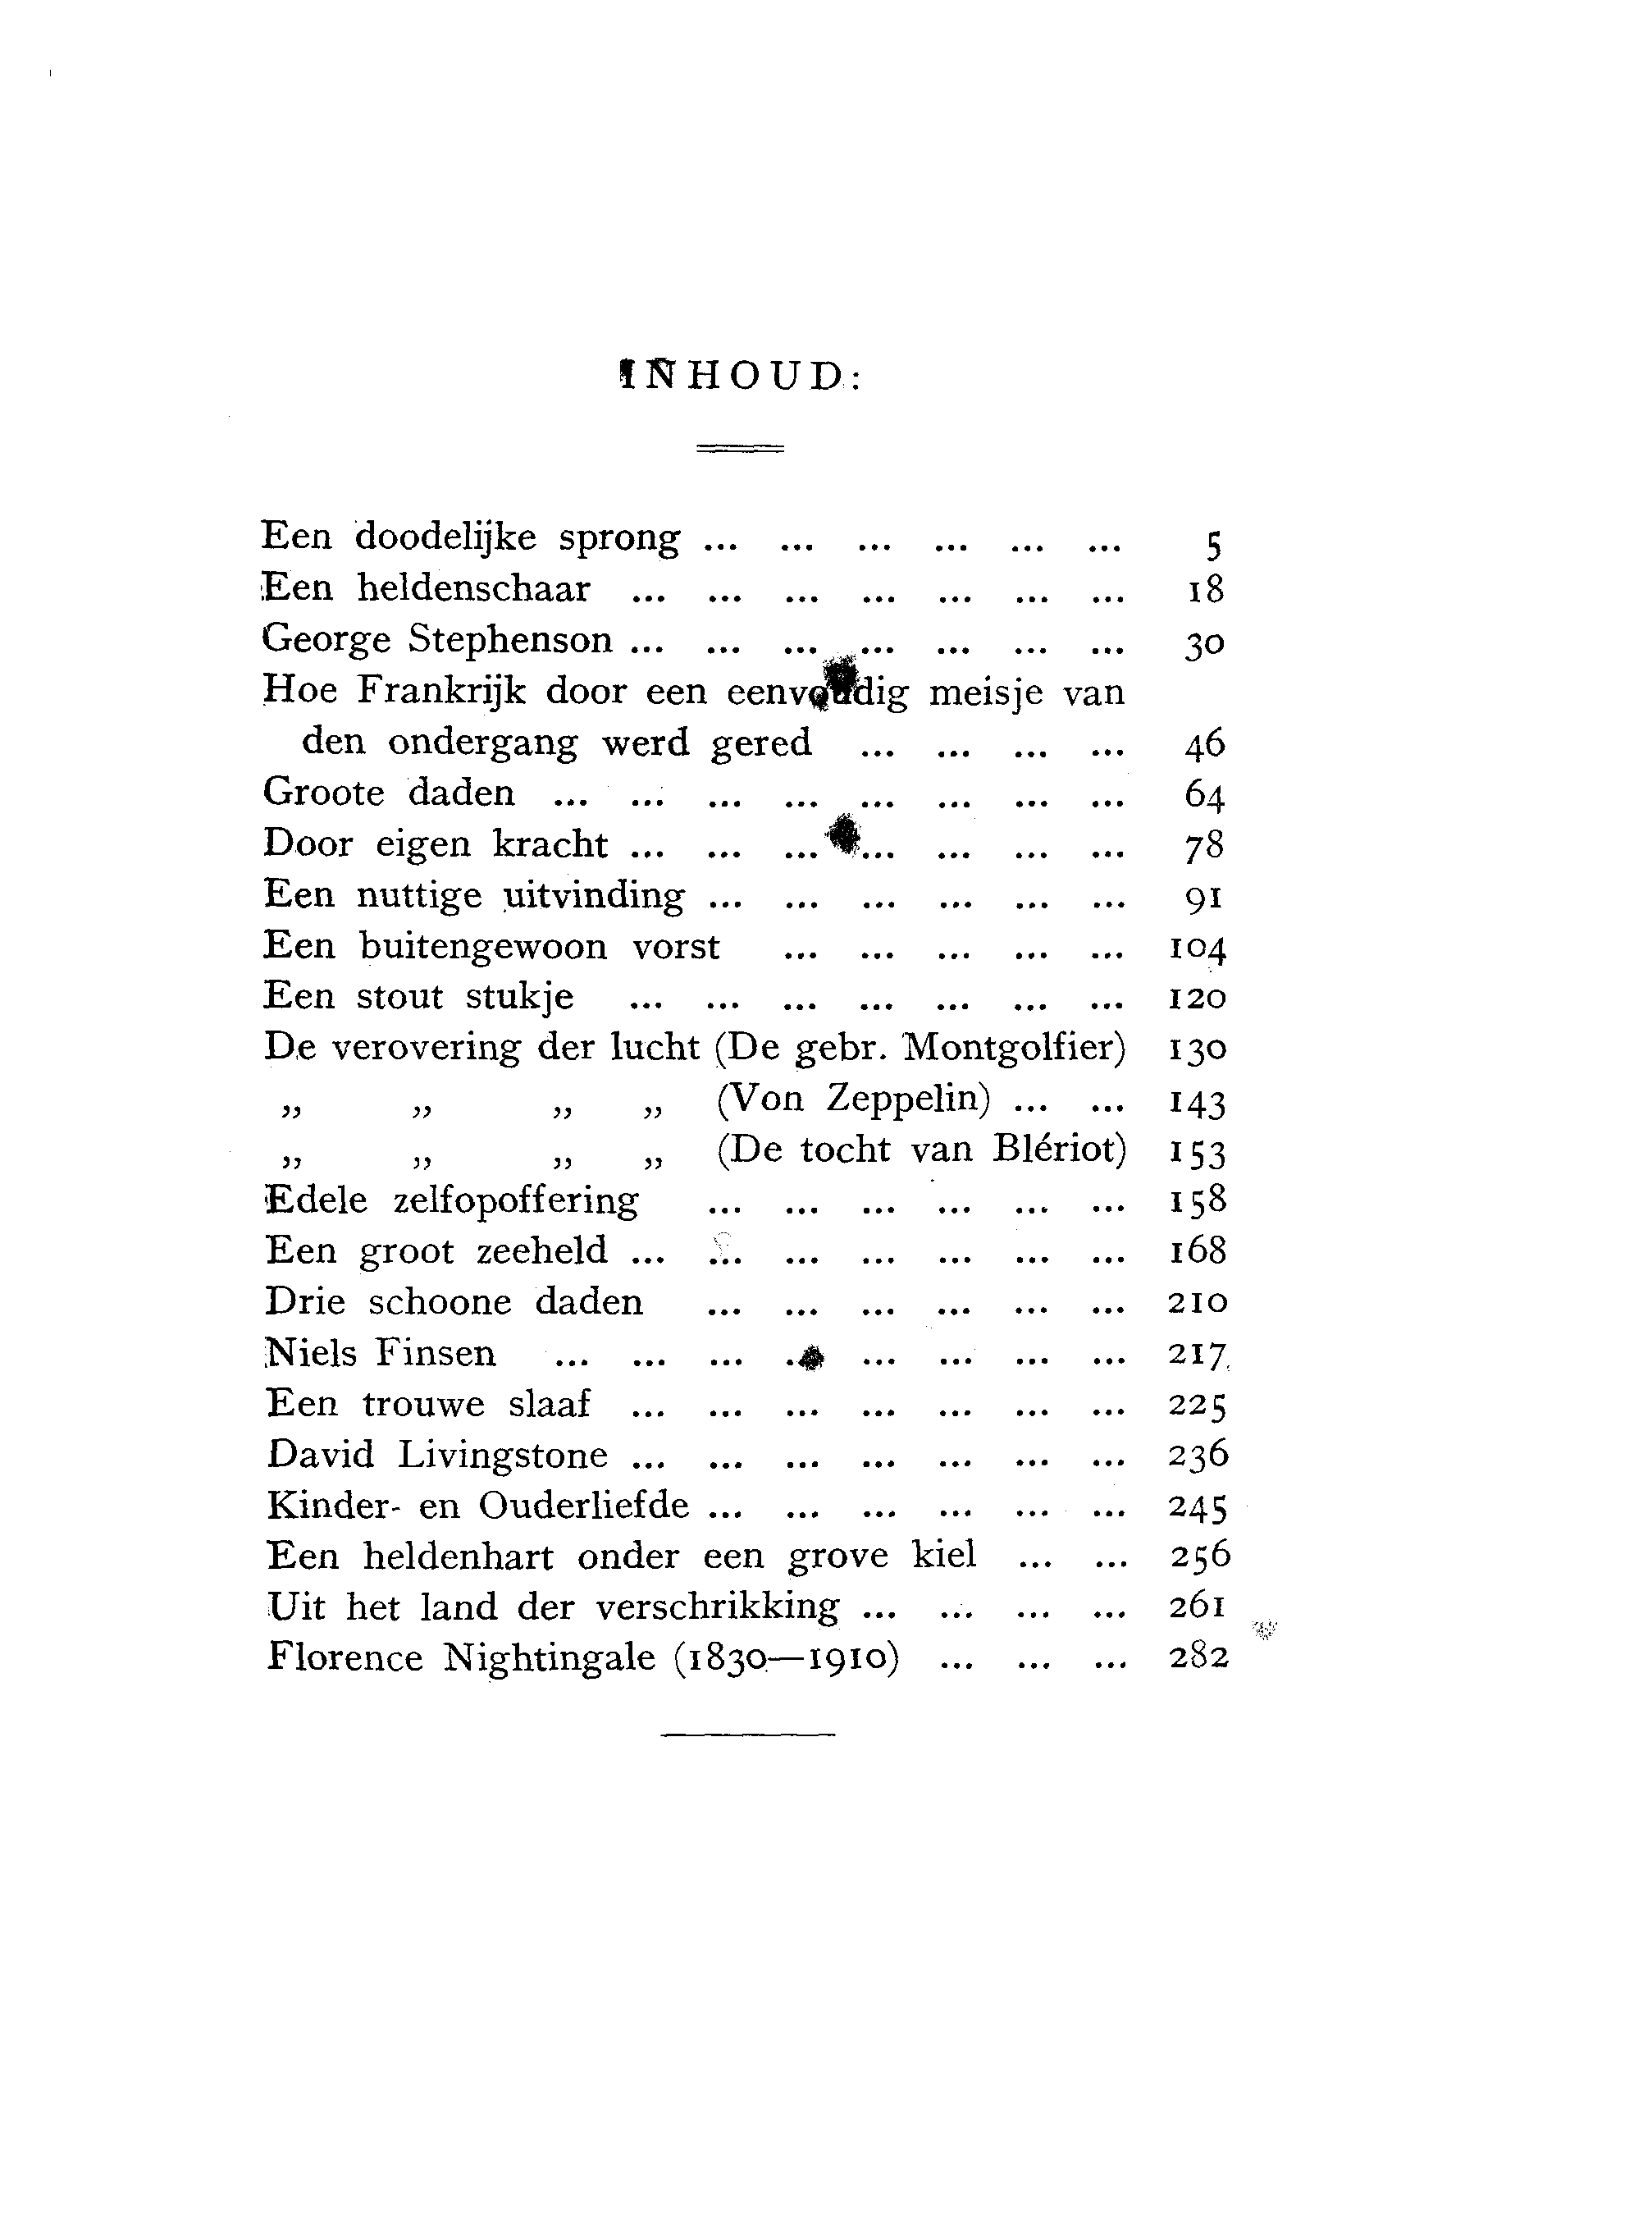 INHOUD:
Een doodelijke sprong ... ... ... ... ... ... 5
Een heldenschaar ... ... ... ... ... ... ... 18
George Stephenson ... ... ... ... ... ... ... 30
Hoe Frankrijk door een eenvoudig meisje van
den ondergang werd gered ... ... ... ... 46
Groote daden ... ... ... ... ... ... ... ... 64
Door eigen kracht ... ... ... ... ... ... ... 78
Een nuttige uitvinding ... ... ... ... ... ... 91
Een buitengewoon vorst ... ... ... ... ... 104
Een stout stukje ... ... ... ... ... ... ... 120
De verovering der lucht (De gebr. Montgolfier) 130
„ „ „ „ (Von Zeppelin) ... ... 143
„ „ „ „ (De tocht van Blériot) 153
Edele zelfopoffering ... ... ... ... ... ... 158
Een groot zeeheld ... ... ... ... ... ... ... 168
Drie schoone daden ... ... ... ... ... ... 210
Niels Finsen ... ... ... ... ... ... ... ... 217
Een trouwe slaaf ... ... ... ... ... ... ... 225
David Livingstone ... ... ... ... ... ... ... 236
Kinder- en Ouderliefde ... ... ... ... ... ... 245
Een heldenhart onder een grove kiel ... ... 256
Uit het land der verschrikking ... ... ... ... 261
Florence Nightingale (1830—1910) ... ... ... 282